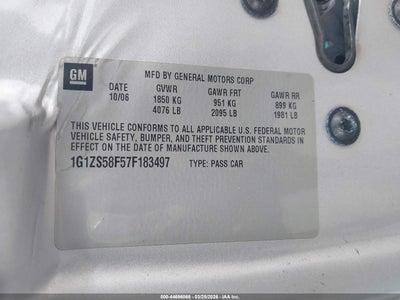 GM
MFD BY GENERAL MOTORS CORP
DATE GVWR GAWR FRT GAWR RR
10/06 1850 KG 951 KG 899 KG
4076 LB 2095 LB 1981 LB
THIS VEHICLE CONFORMS TO ALL APPLICABLE U.S. FEDERAL MOTOR
VEHICLE SAFETY, BUMPER, AND THEFT PREVENTION STANDARDS IN
EFFECT ON THE DATE OF MANUFACTURE SHOWN ABOVE.
1G1ZS58F57F183497 TYPE: PASS CAR
000-44698066 | 03/29/2026 | IAA Inc.